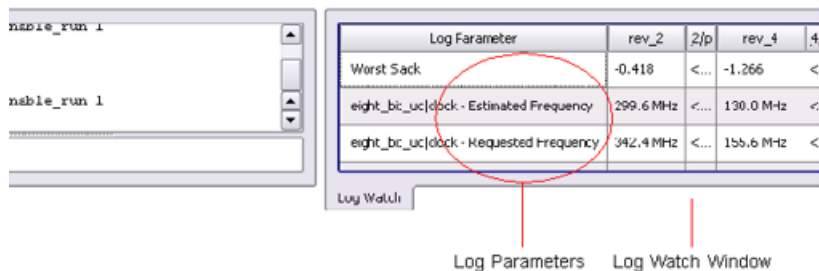 nable_run 1
nable_run 1
Log Parameter rev_2 2/p rev_4 4/
Worst Slack -0.418 <... -1.266 <
eight_bit_uc|clock - Estimated Frequency 299.6 MHz <... 130.0 MHz <
eight_bit_uc|clock - Requested Frequency 342.4 MHz <... 155.6 MHz <
Log Watch
Log Parameters Log Watch Window